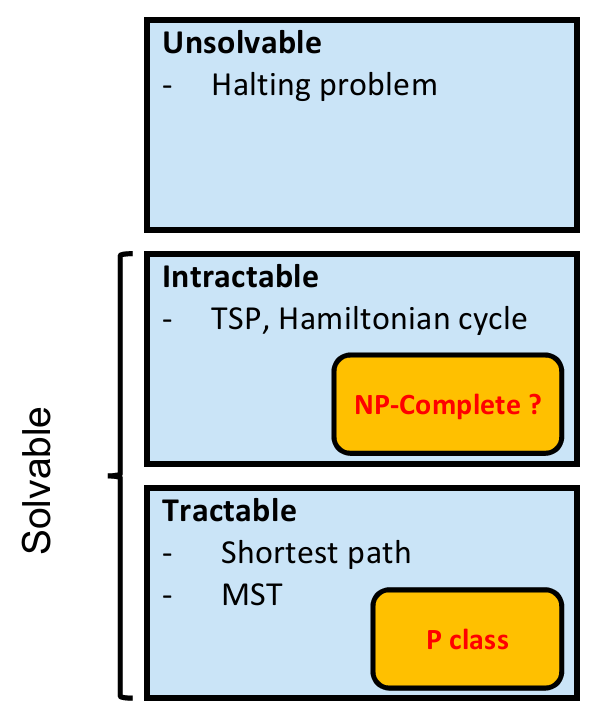 Unsolvable
- Halting problem
Solvable
Intractable
- TSP, Hamiltonian cycle
NP-Complete ?
Tractable
- Shortest path
- MST
P class